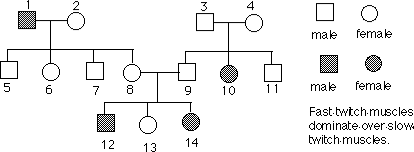 1 2 3 4
male female
5 6 7 8 9 10 11
male female
12 13 14
Fast twitch muscles
dominate over slow
twitch muscles.